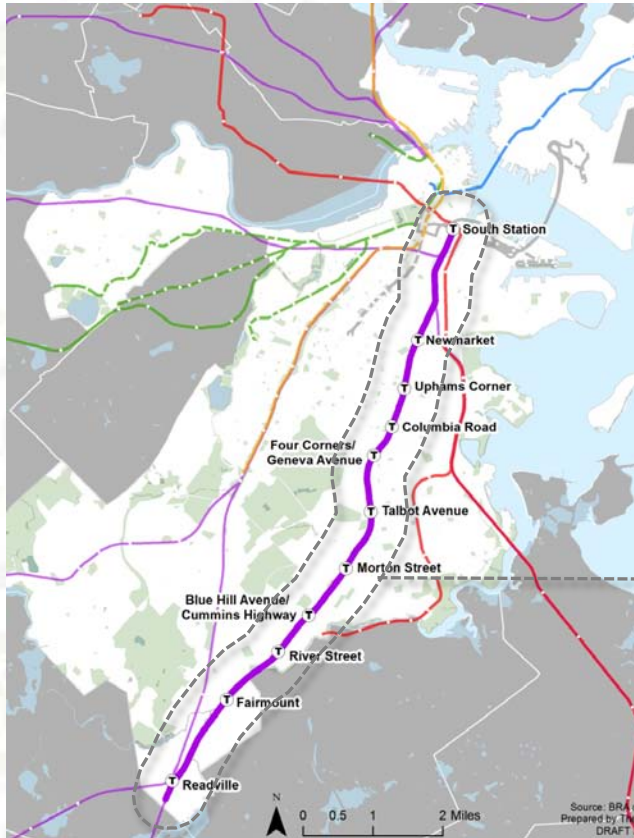 T South Station
T Newmarket
T Uphams Corner
T Columbia Road
Four Corners/
Geneva Avenue T
T Talbot Avenue
T Morton Street
Blue Hill Avenue/
Cummins Highway T
T River Street
T Fairmount
T Readville
N
0 0.5 1 2 Miles
Source: BRA
Prepared by
DRAFT